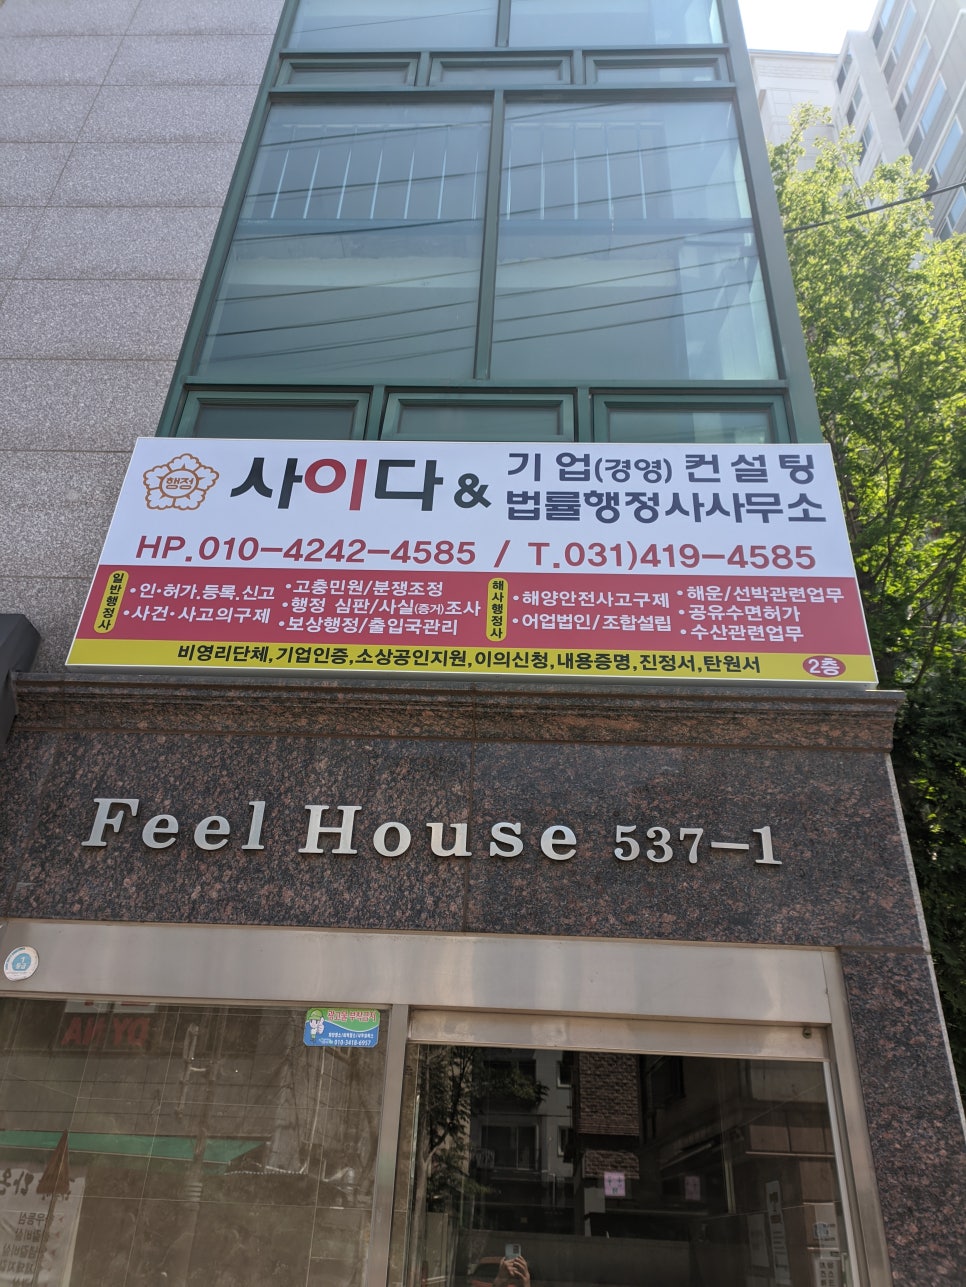 행정
사이다 &
기업(경영) 컨설팅
법률행정사사무소
HP.010-4242-4585 / T.031)419-4585
일반행정사
·인·허가,등록,신고
·사건·사고의구제
·고충민원/분쟁조정
·행정 심판/사실(증거)조사
·보상행정/출입국관리
해사행정사
·해양안전사고구제
·어업법인/조합설립
·해운/선박관련업무
·공유수면허가
·수산관련업무
비영리단체,기업인증,소상공인지원,이의신청,내용증명,진정서,탄원서
2층
Feel House 537-1
010-3418-6957